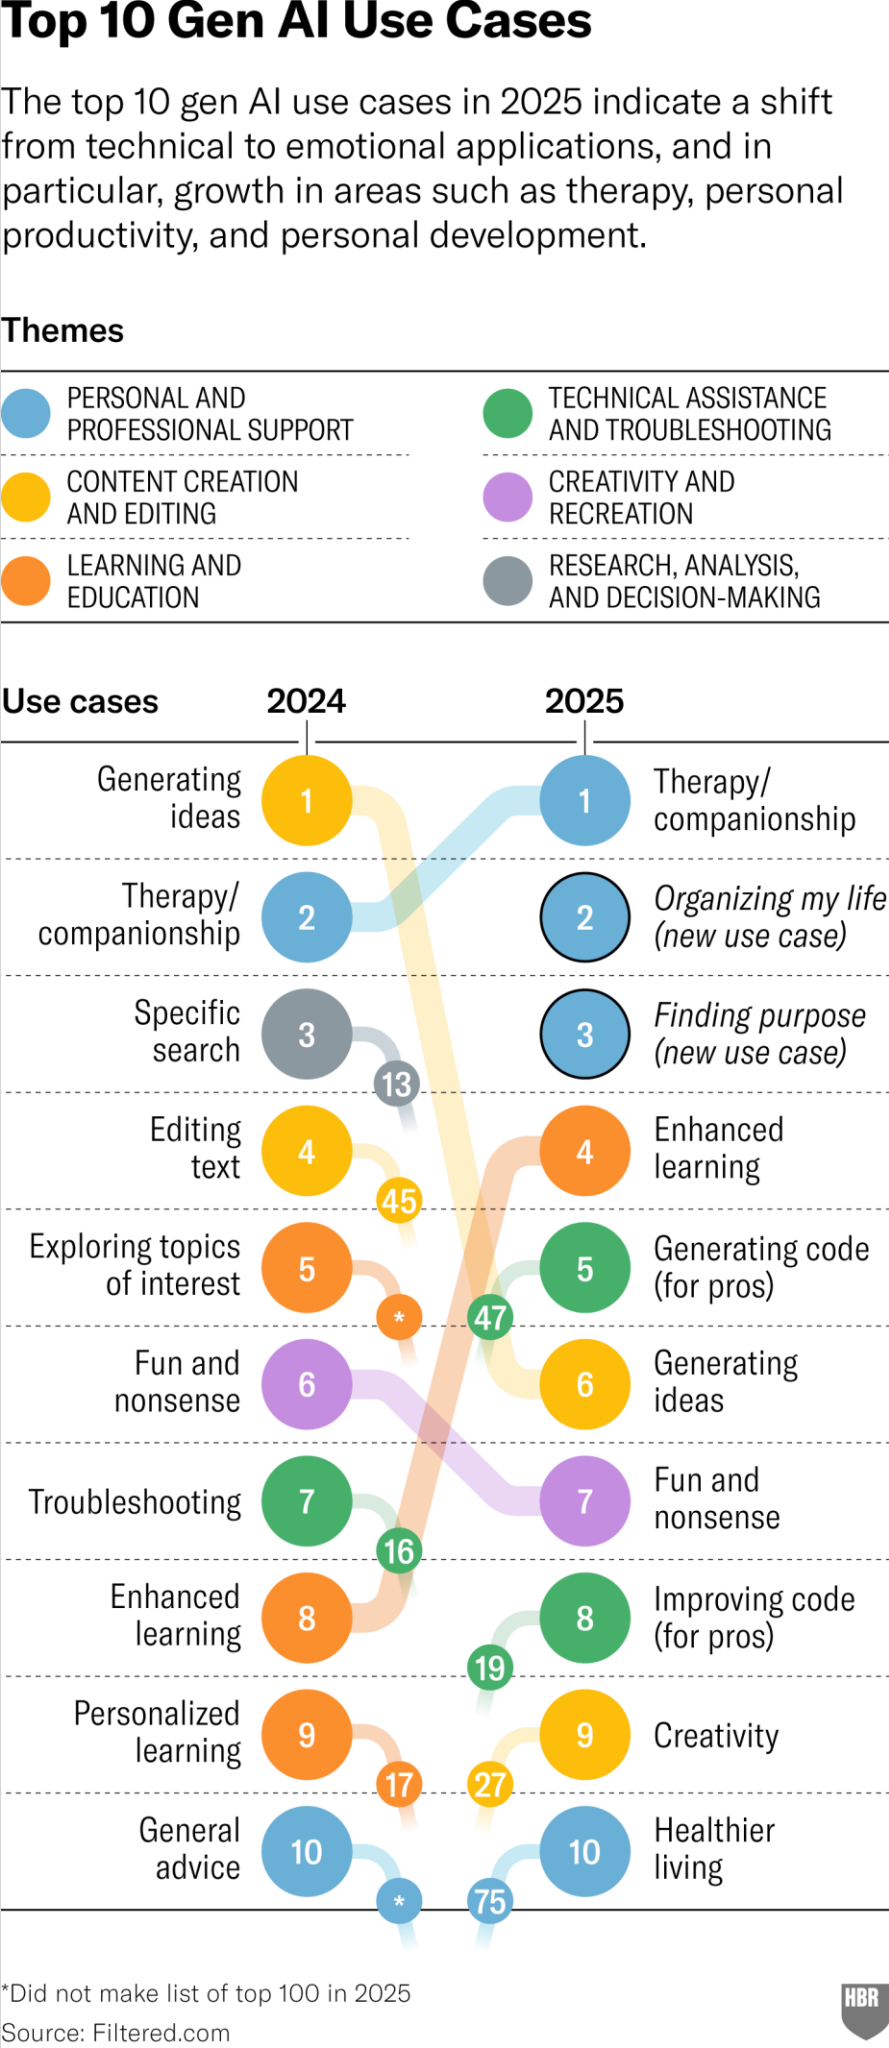 Top 10 Gen AI Use Cases
The top 10 gen AI use cases in 2025 indicate a shift
from technical to emotional applications, and in
particular, growth in areas such as therapy, personal
productivity, and personal development.
Themes
PERSONAL AND
PROFESSIONAL SUPPORT
TECHNICAL ASSISTANCE
AND TROUBLESHOOTING
CONTENT CREATION
AND EDITING
CREATIVITY AND
RECREATION
LEARNING AND
EDUCATION
RESEARCH, ANALYSIS,
AND DECISION-MAKING
Use cases 2024 2025
Generating
ideas
1
1
Therapy/
companionship
Therapy/
companionship
2
2
Organizing my life
(new use case)
Specific
search
3
13
3
Finding purpose
(new use case)
Editing
text
4
45
4
Enhanced
learning
Exploring topics
of interest
5
*
47
5
Generating code
(for pros)
Fun and
nonsense
6
6
Generating
ideas
Troubleshooting
7
16
7
Fun and
nonsense
Enhanced
learning
8
19
8
Improving code
(for pros)
Personalized
learning
9
17
27
9
Creativity
General
advice
10
*
75
10
Healthier
living
*Did not make list of top 100 in 2025
Source: Filtered.com
HBR